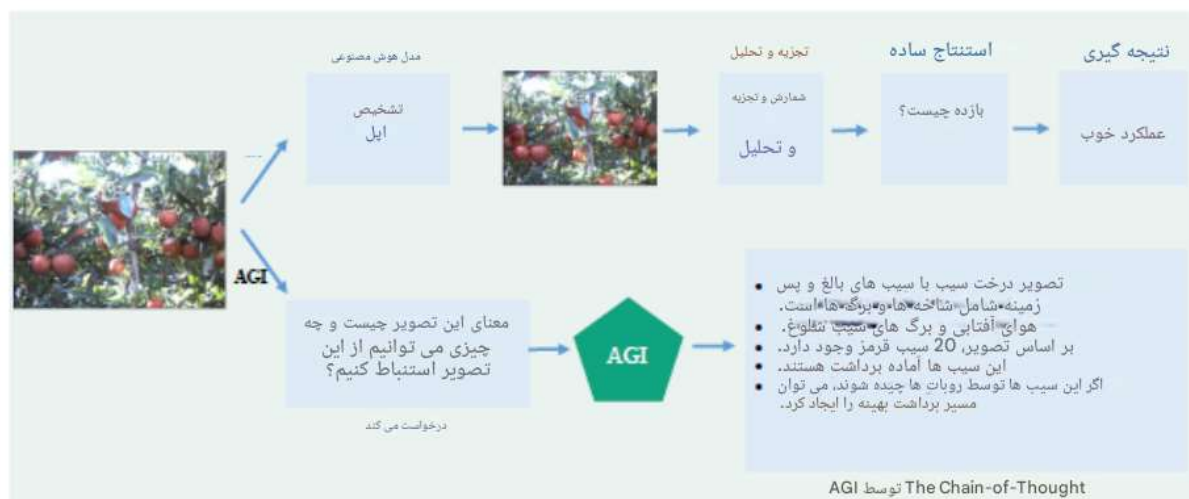 مدل هوش مصنوعی
تشخیص
اپل
تجزیه و تحلیل
شمارش و تجزیه
و تحلیل
استنتاج ساده
بازده چیست؟
نتیجه گیری
عملکرد خوب
AGI
معنای این تصویر چیست و چه
چیزی می توانیم از این
تصویر استنباط کنیم؟
درخواست می کند
AGI
تصویر درخت سیب با سیب های بالغ و پس
زمینه شامل شاخه ها و برگ ها است.
هوای آفتابی و برگ های سیب شلوغ.
بر اساس تصویر، 20 سیب قرمز وجود دارد.
این سیب ها آماده برداشت هستند.
اگر این سیب ها توسط روبات ها چیده شوند، می توان
مسیر برداشت بهینه را ایجاد کرد.
The Chain-of-Thought توسط AGI